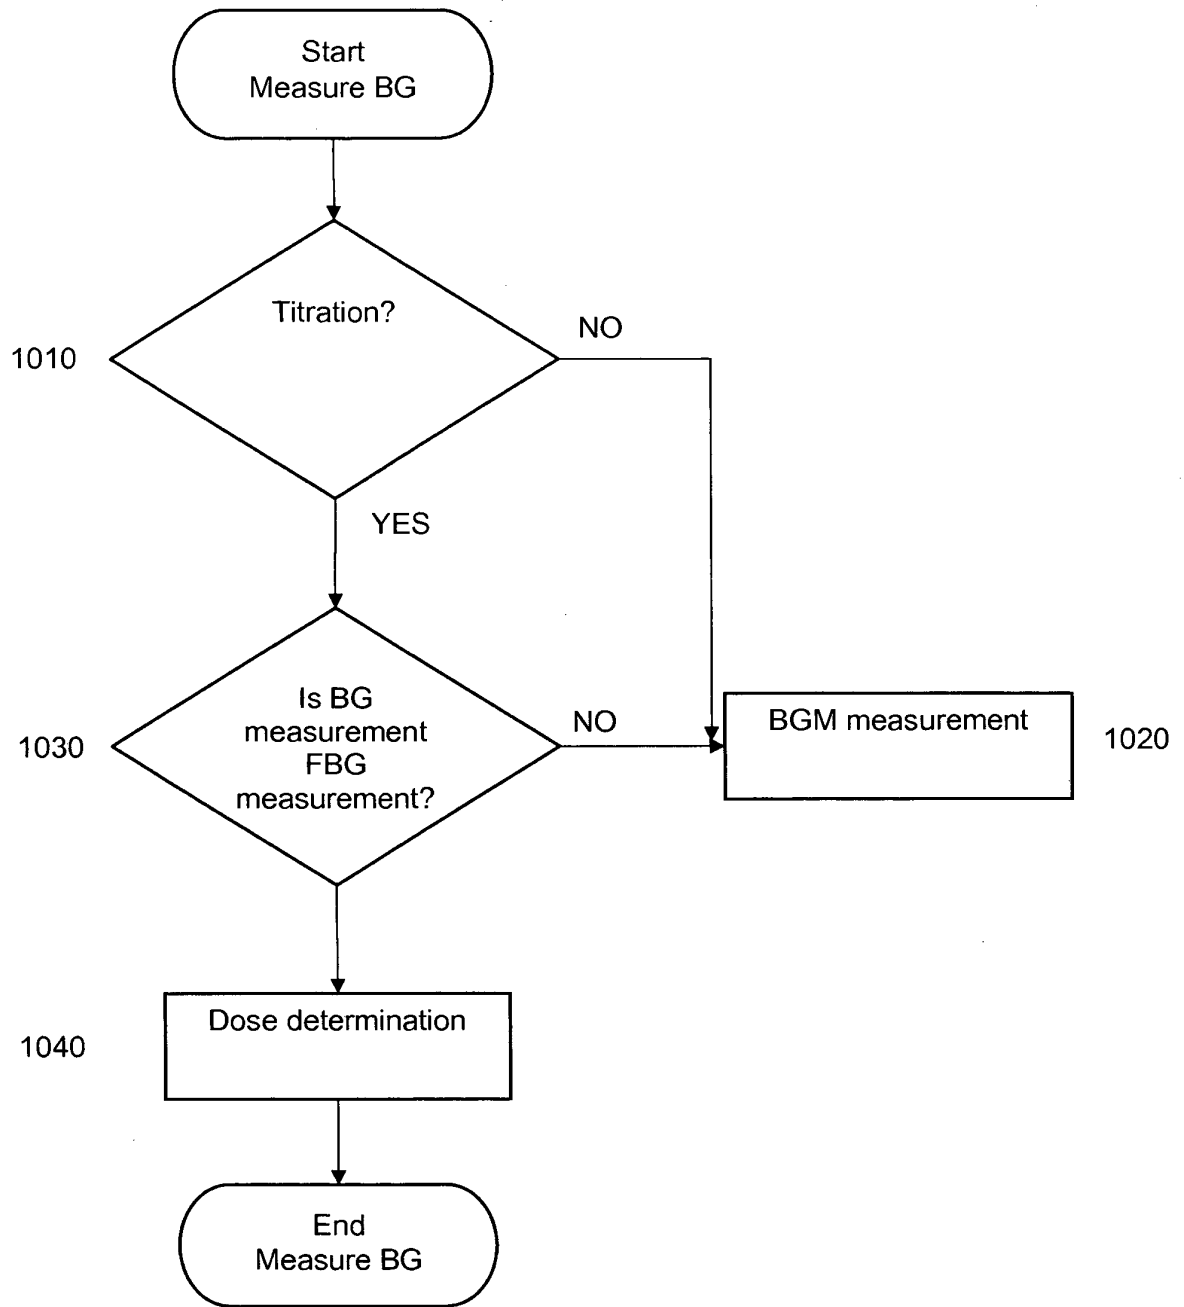 Start
Measure BG
Titration?
NO
1010
YES
Is BG
measurement
FBG
measurement?
NO
1030
BGM measurement
1020
Dose determination
1040
End
Measure BG